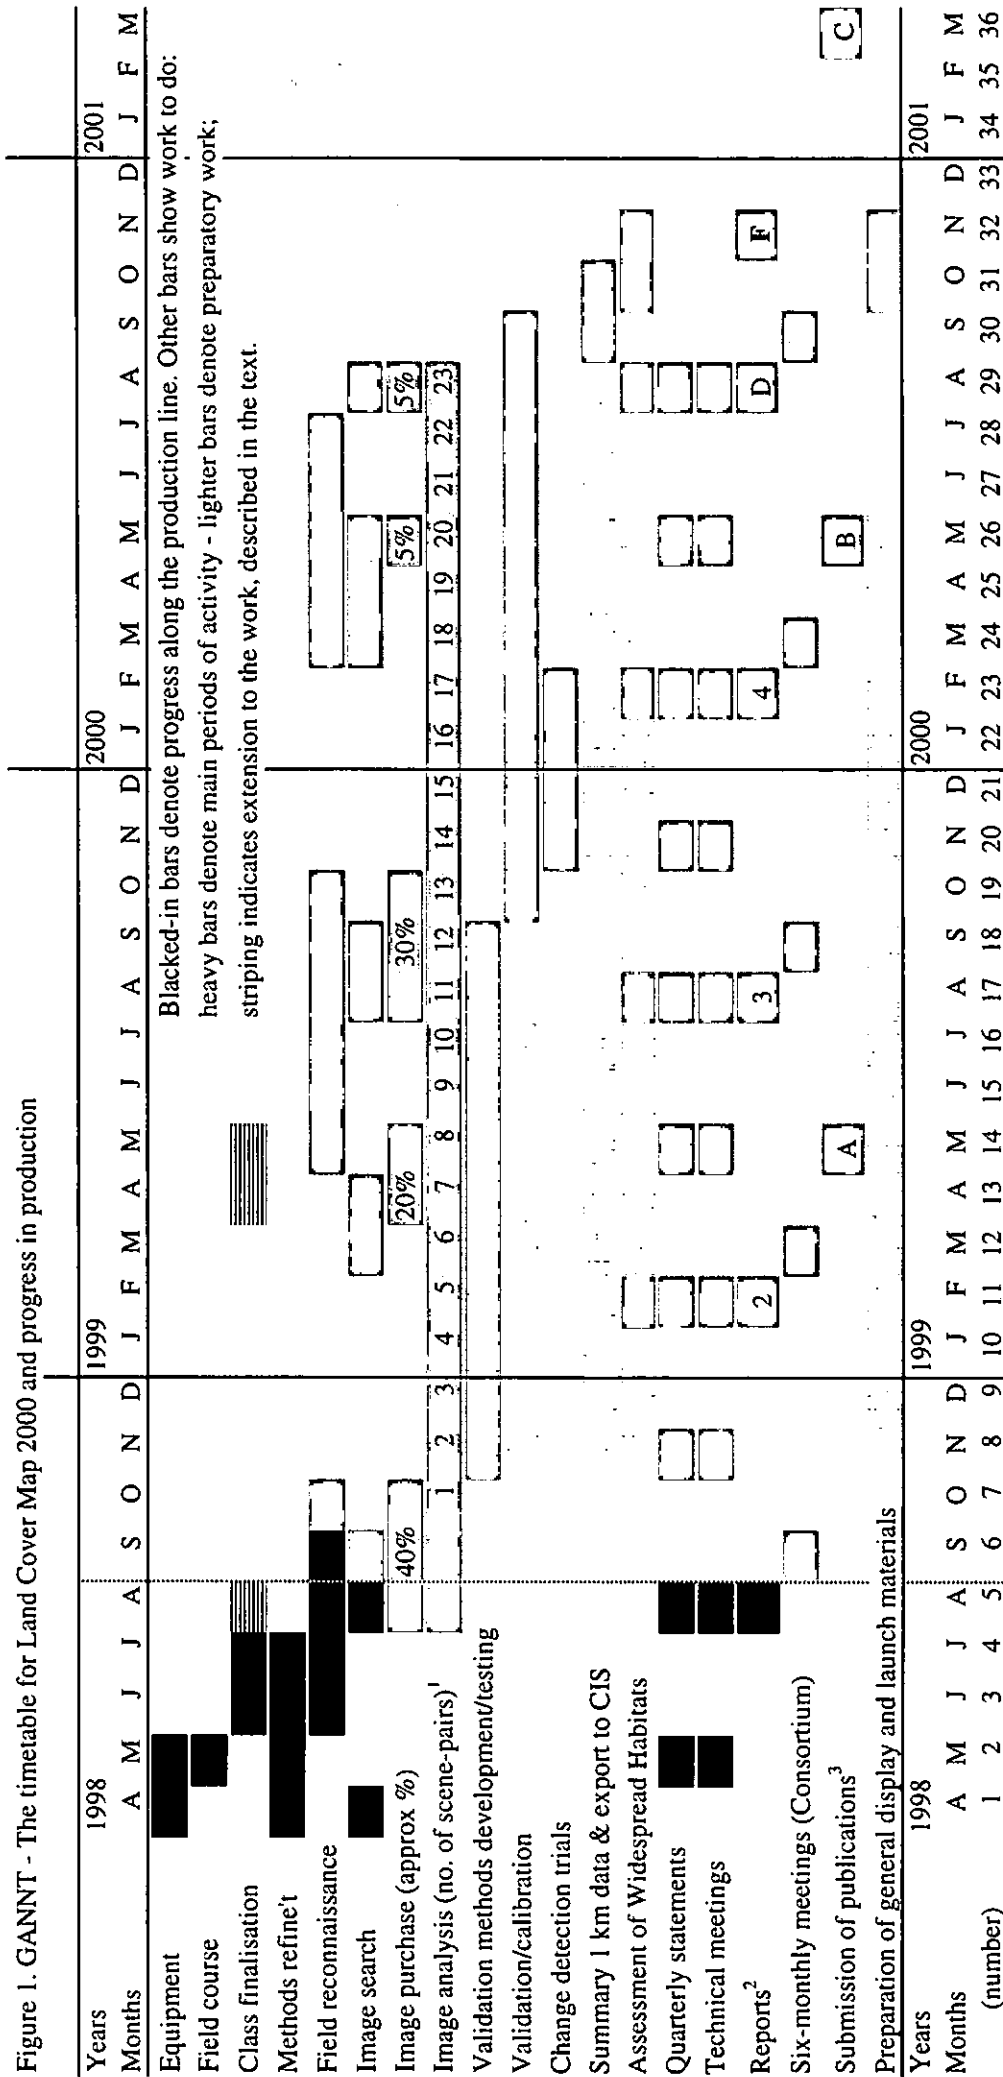 Figure 1. GANNT - The timetable for Land Cover Map 2000 and progress in production
Years 1998 1999 2000 2001
Months A M J J A S O N D J F M A M J J A S O N D J F M A M J J A S O N D J F M
Equipment
Blacked-in bars denote progress along the production line. Other bars show work to do:
Field course
heavy bars denote main periods of activity - lighter bars denote preparatory work;
Class finalisation
striping indicates extension to the work, described in the text.
Methods refine't
Field reconnaissance
Image search
Image purchase (approx %) 40% 20% 30% 5% 5%
Image analysis (no. of scene-pairs)¹ 1 2 3 4 5 6 7 8 9 10 11 12 13 14 15 16 17 18 19 20 21 22 23
Validation methods development/testing
Validation/calibration
Change detection trials
Summary 1 km data & export to CIS
Assessment of Widespread Habitats
Quarterly statements
Technical meetings
Reports² 2 3 4 D F
Six-monthly meetings (Consortium)
Submission of publications³ A B C
Preparation of general display and launch materials
Years 1998 1999 2000 2001
Months A M J J A S O N D J F M A M J J A S O N D J F M A M J J A S O N D J F M
(number) 1 2 3 4 5 6 7 8 9 10 11 12 13 14 15 16 17 18 19 20 21 22 23 24 25 26 27 28 29 30 31 32 33 34 35 36